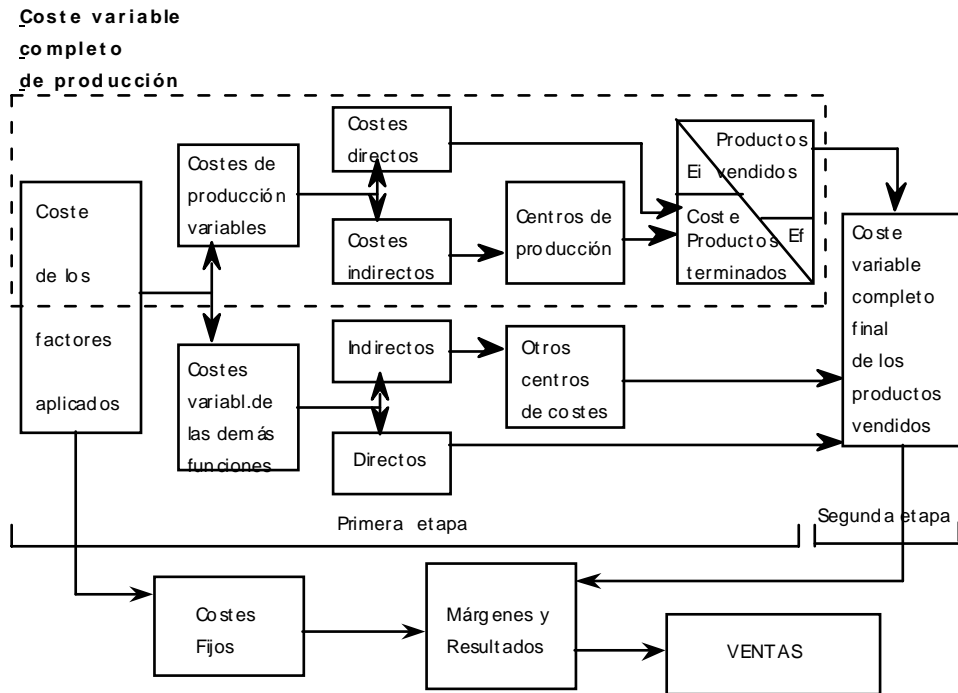 Coste variable
completo
de producción
Costes
directos
Productos
Ei vendidos
Costes de
producción
variables
Coste
de los
factores
aplicados
Costes
indirectos
Centros de
producción
Coste
Productos
terminados
Ef
Coste
variable
completo
final
de los
productos
vendidos
Costes
variabl.de
las demás
funciones
Indirectos
Otros
centros
de costes
Directos
Primera etapa
Segunda etapa
Costes
Fijos
Márgenes y
Resultados
VENTAS